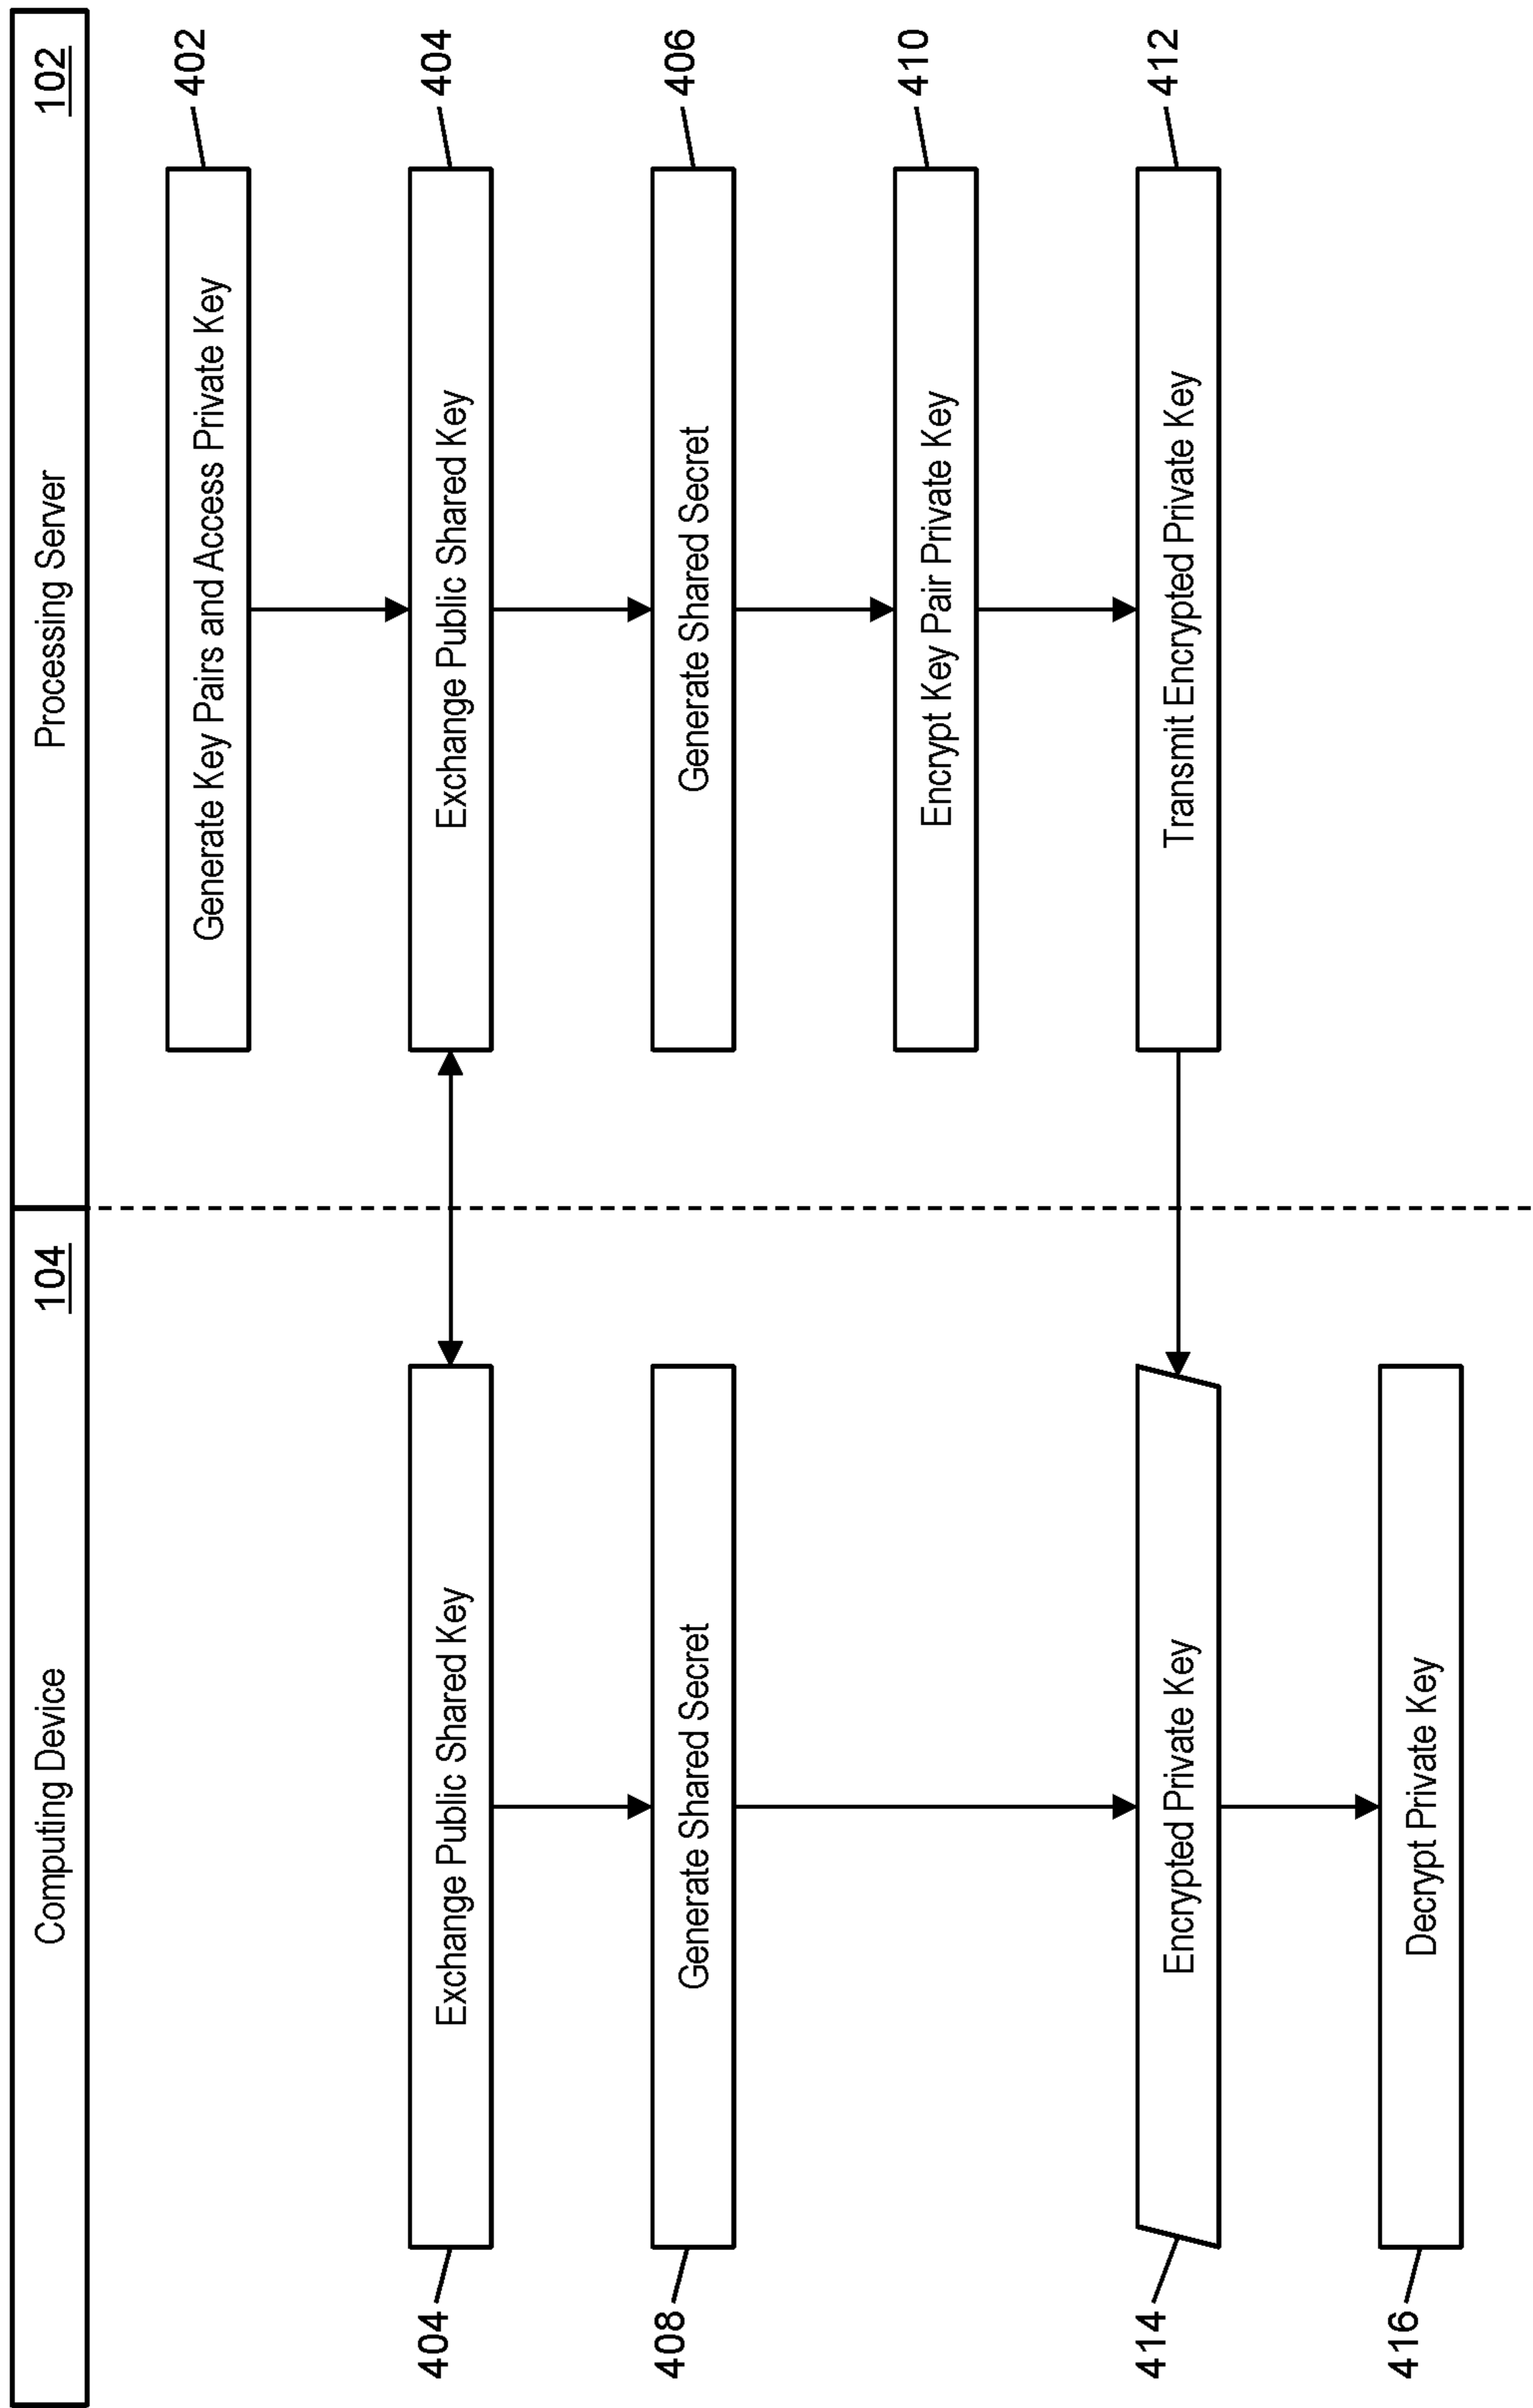 Computing Device
104
Processing Server
102
Generate Key Pairs and Access Private Key
402
404
Exchange Public Shared Key
Exchange Public Shared Key
404
408
Generate Shared Secret
Generate Shared Secret
406
Encrypt Key Pair Private Key
410
414
Encrypted Private Key
Transmit Encrypted Private Key
412
416
Decrypt Private Key